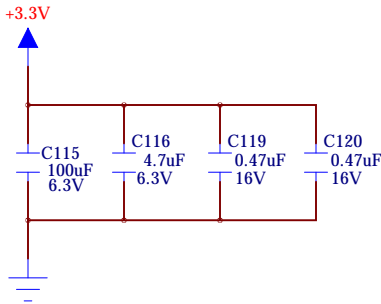 +3.3V
C115
100uF
6.3V
C116
4.7uF
6.3V
C119
0.47uF
16V
C120
0.47uF
16V